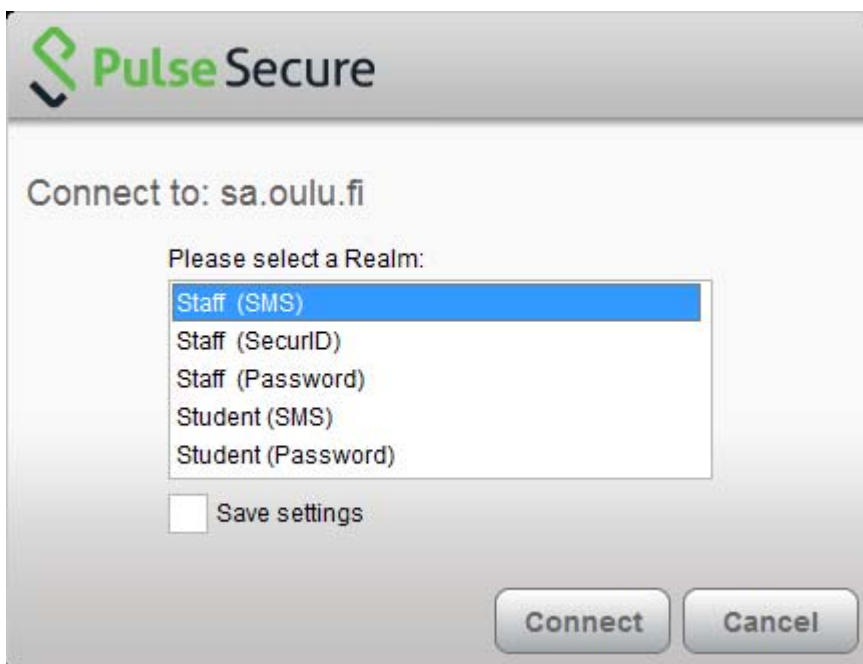 Pulse Secure
Connect to: sa.oulu.fi
Please select a Realm:
Staff (SMS)
Staff (SecurID)
Staff (Password)
Student (SMS)
Student (Password)
Save settings
Connect Cancel